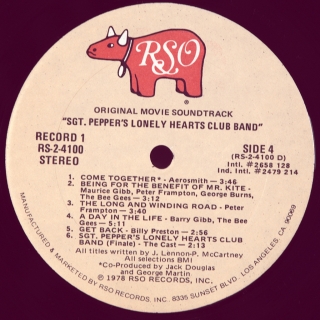 RSO
ORIGINAL MOVIE SOUNDTRACK
"SGT. PEPPER'S LONELY HEARTS CLUB BAND"
RECORD 1
RS-2-4100
STEREO
SIDE 4
(RS-2-4100 D)
Intl. #2658 128
Ind. Int. #2479 214
1. COME TOGETHER* - Aerosmith - 3:46
2. BEING FOR THE BENEFIT OF MR. KITE -
Maurice Gibb, Peter Frampton, George Burns,
The Bee Gees - 3:12
3. THE LONG AND WINDING ROAD - Peter
Frampton - 3:40
4. A DAY IN THE LIFE - Barry Gibb, The Bee
Gees - 5:11
5. GET BACK - Billy Preston - 2:56
6. SGT. PEPPER'S LONELY HEARTS CLUB
BAND (Finale) - The Cast - 2:13
All titles written by J. Lennon-P. McCartney
All selections BMI
*Co-Produced by Jack Douglas
and George Martin
℗ 1978 RSO RECORDS, INC.
MANUFACTURED & MARKETED BY RSO RECORDS, INC. 8335 SUNSET BLVD. LOS ANGELES, CA. 90069